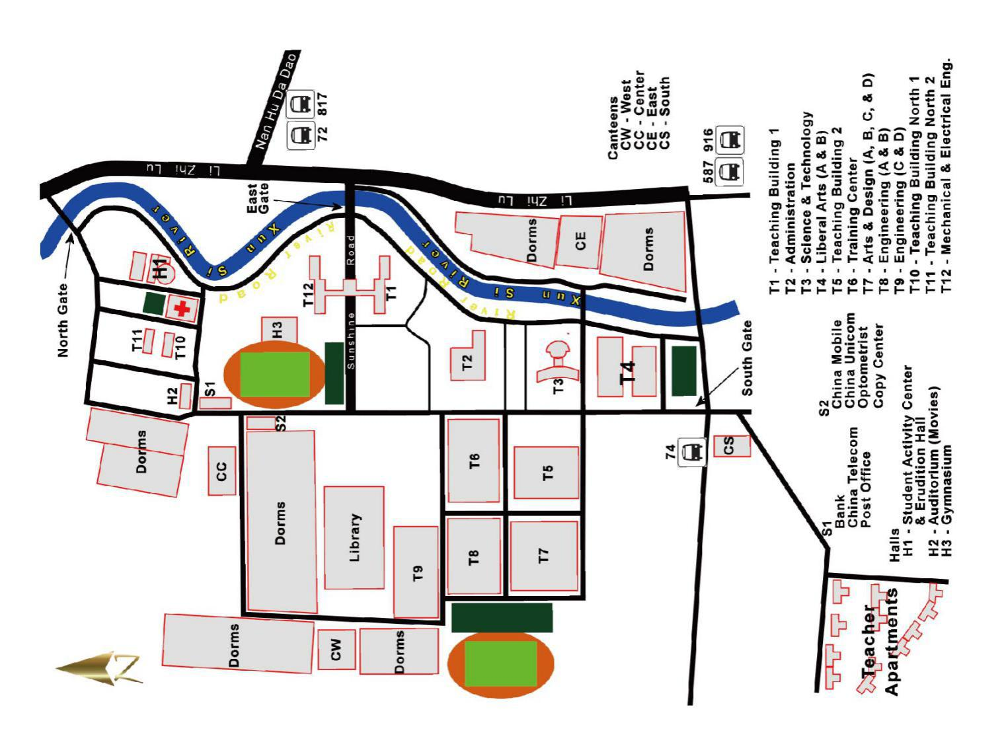 Nan Hu Da Dao
72 817
Li Zhi Lu
Li Zhi Lu
587 916
74
North Gate
East
Gate
South Gate
Si Xun River
Xun Si River
River Road
River Road
Sunshine Road
H1
T11
T10
H2
S1
H3
T12
T1
T2
T3
T4
S2
CC
Dorms
Dorms
Dorms
Dorms
Dorms
Dorms
CE
CS
CW
Library
T9
T6
T5
T8
T7
Teacher
Apartments
Canteens
CW - West
CC - Center
CE - East
CS - South
T1 - Teaching Building 1
T2 - Administration
T3 - Science & Technology
T4 - Liberal Arts (A & B)
T5 - Teaching Building 2
T6 - Training Center
T7 - Arts & Design (A, B, C, & D)
T8 - Engineering (A & B)
T9 - Engineering (C & D)
T10 - Teaching Building North 1
T11 - Teaching Building North 2
T12 - Mechanical & Electrical Eng.
S1
Bank
China Telecom
Post Office
S2
China Mobile
China Unicom
Optometrist
Copy Center
Halls
H1 - Student Activity Center
& Erudition Hall
H2 - Auditorium (Movies)
H3 - Gymnasium